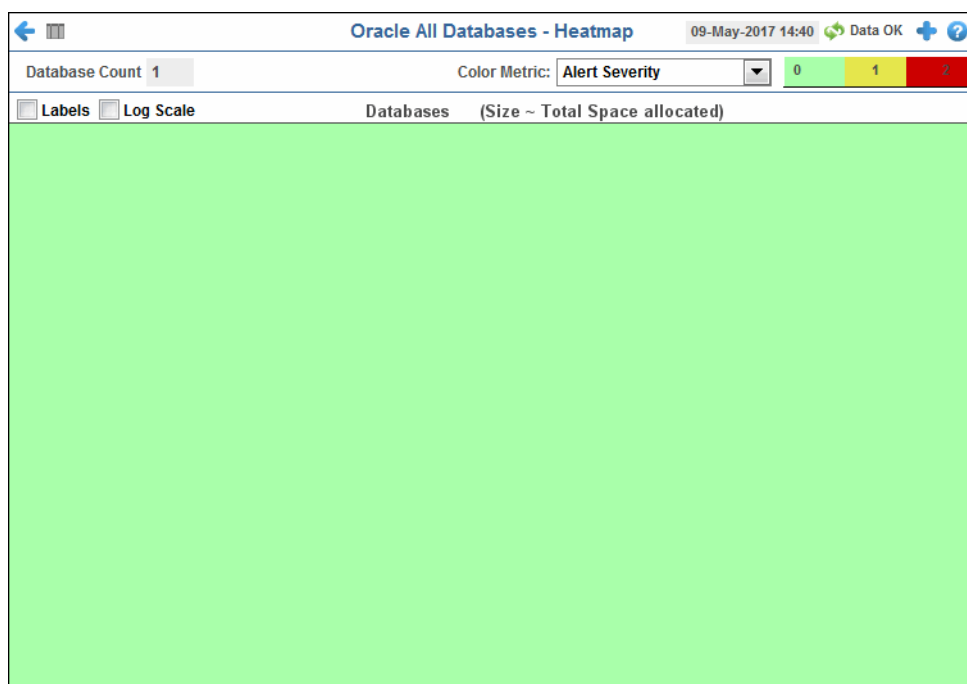 Oracle All Databases - Heatmap 09-May-2017 14:40 Data OK
Database Count 1 Color Metric: Alert Severity 0 1 2
Labels Log Scale Databases (Size ~ Total Space allocated)